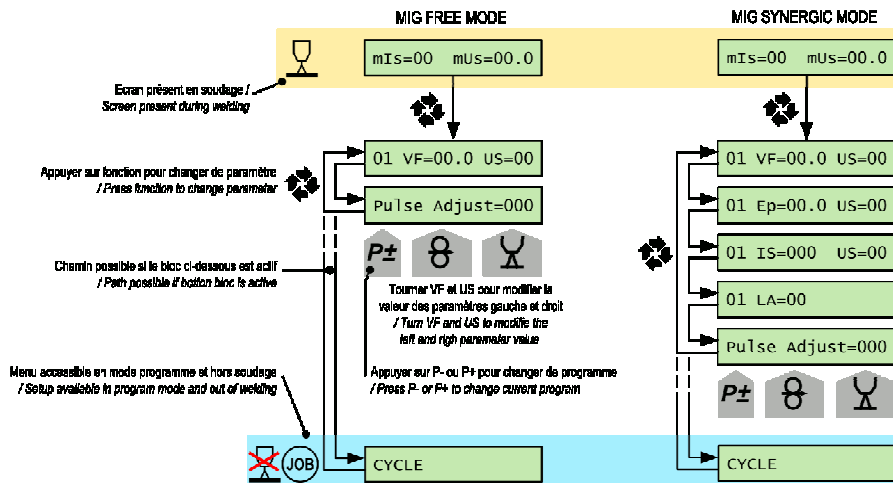 MIG FREE MODE
MIG SYNERGIC MODE
mIs=00 mUs=00.0
mIs=00 mUs=00.0
Ecran présent en soudage /
Screen present during welding
01 VF=00.0 US=00
01 VF=00.0 US=00
Appuyer sur fonction pour changer de paramètre
/ Press function to change parameter
Pulse Adjust=000
01 Ep=00.0 US=00
P±
01 IS=000 US=00
Chemin possible si le bloc ci-dessous est actif
/ Path possible if botton bloc is active
Tourner VF et US pour modifier la
valeur des paramètres gauche et droit
/ Turn VF and US to modifie the
left and righ parameter value
01 LA=00
Pulse Adjust=000
Menu accessible en mode programme et hors soudage
/ Setup available in program mode and out of welding
Appuyer sur P- ou P+ pour changer de programme
/ Press P- or P+ to change current program
P±
JOB
CYCLE
CYCLE